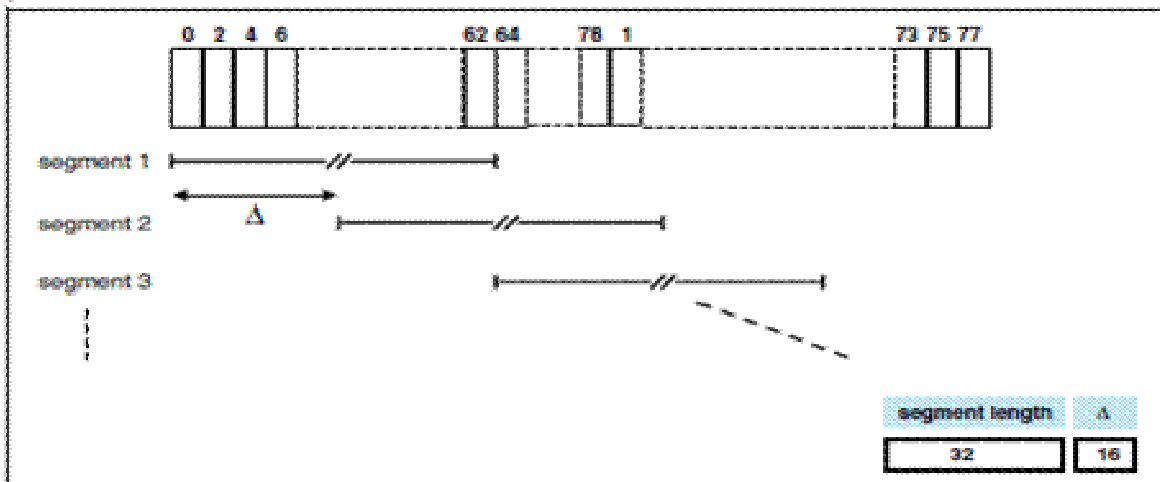 0 2 4 6 62 64 78 1 73 75 77
segment 1
Δ
segment 2
segment 3
segment length Δ
32 16